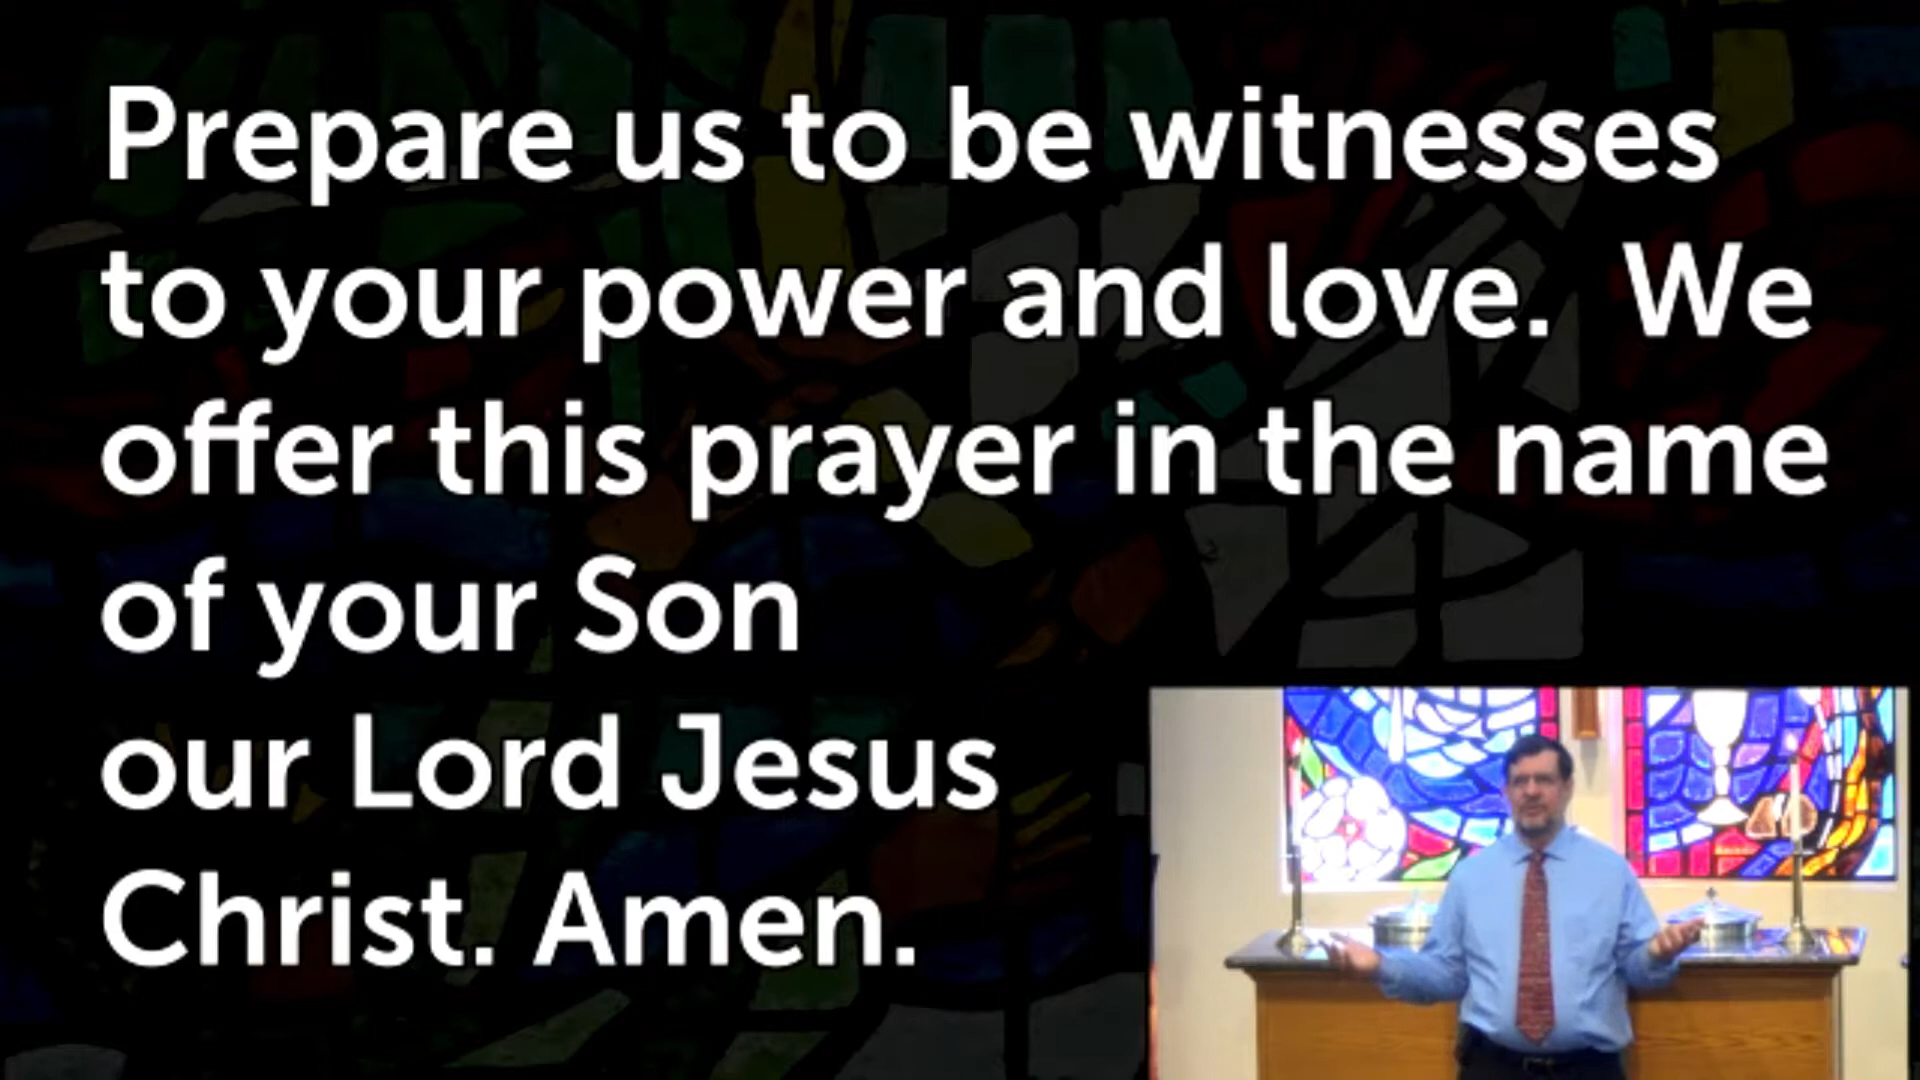 Prepare us to be witnesses
to your power and love.  We
offer this prayer in the name
of your Son
our Lord Jesus
Christ. Amen.